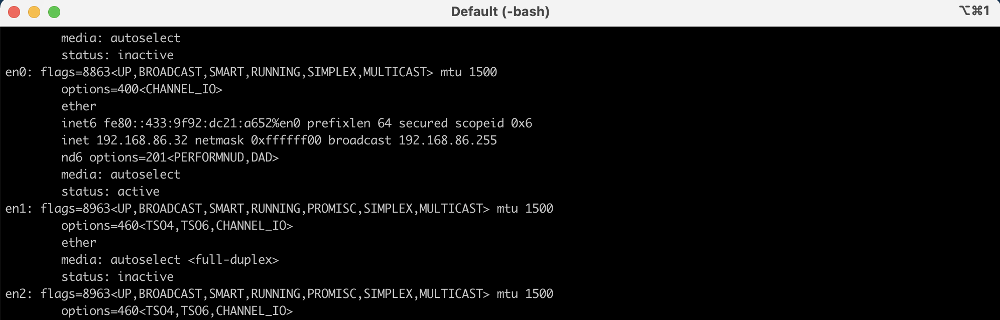 Default (-bash)
⌥⌘1
media: autoselect
status: inactive
en0: flags=8863<UP,BROADCAST,SMART,RUNNING,SIMPLEX,MULTICAST> mtu 1500
options=400<CHANNEL_IO>
ether
inet6 fe80::433:9f92:dc21:a652%en0 prefixlen 64 secured scopeid 0x6
inet 192.168.86.32 netmask 0xffffff00 broadcast 192.168.86.255
nd6 options=201<PERFORMNUD,DAD>
media: autoselect
status: active
en1: flags=8963<UP,BROADCAST,SMART,RUNNING,PROMISC,SIMPLEX,MULTICAST> mtu 1500
options=460<TSO4,TSO6,CHANNEL_IO>
ether
media: autoselect <full-duplex>
status: inactive
en2: flags=8963<UP,BROADCAST,SMART,RUNNING,PROMISC,SIMPLEX,MULTICAST> mtu 1500
options=460<TSO4,TSO6,CHANNEL_IO>